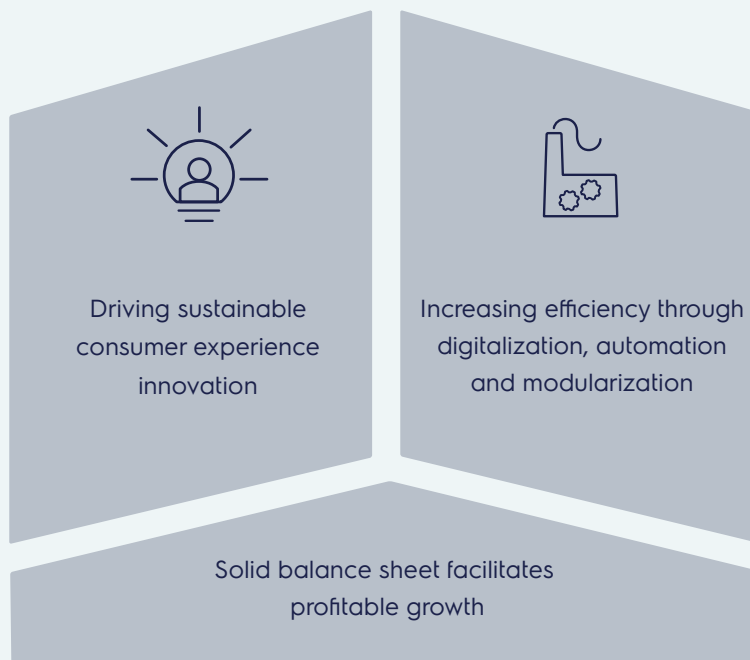 Driving sustainable
consumer experience
innovation
Increasing efficiency through
digitalization, automation
and modularization
Solid balance sheet facilitates
profitable growth